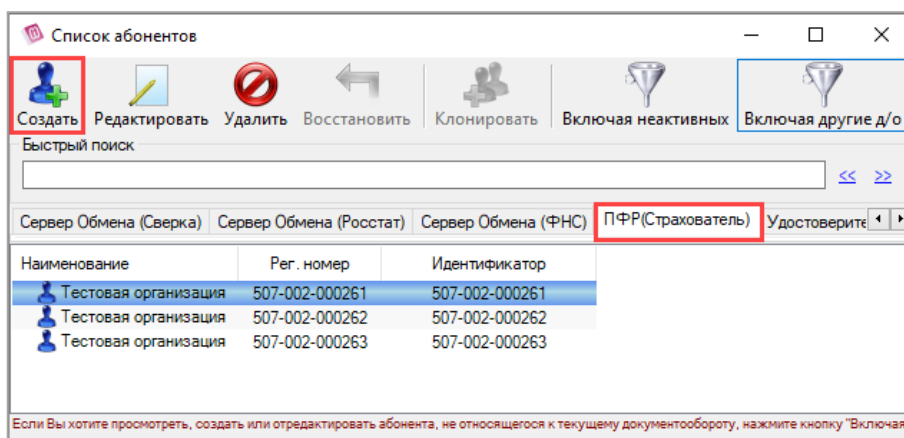 Список абонентов
Создать Редактировать Удалить Восстановить Клонировать Включая неактивных Включая другие д/о
Быстрый поиск
<< >>
Сервер Обмена (Сверка) Сервер Обмена (Росстат) Сервер Обмена (ФНС) ПФР(Страхователь) Удостоверите
Наименование Рег. номер Идентификатор
Тестовая организация 507-002-000261 507-002-000261
Тестовая организация 507-002-000262 507-002-000262
Тестовая организация 507-002-000263 507-002-000263
Если Вы хотите просмотреть, создать или отредактировать абонента, не относящегося к текущему документообороту, нажмите кнопку "Включая